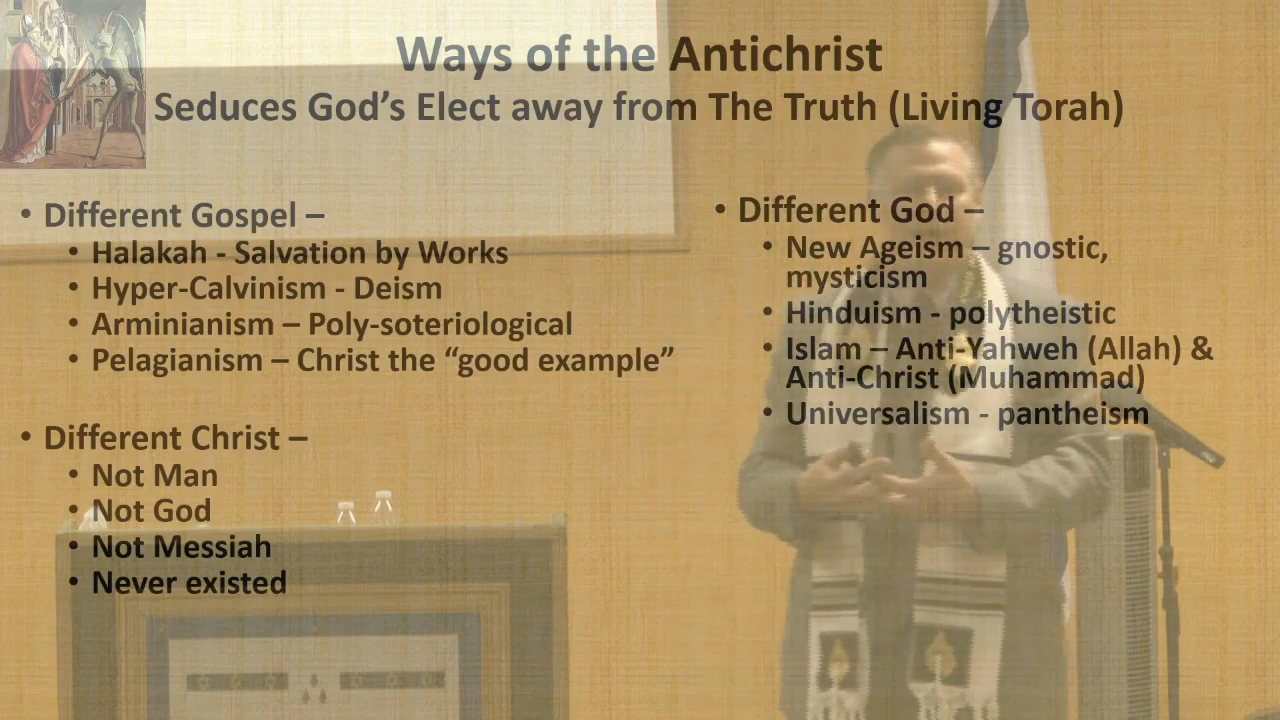 Ways of the Antichrist
Seduces God’s Elect away from The Truth (Living Torah)
• Different Gospel –
• Halakah - Salvation by Works
• Hyper-Calvinism - Deism
• Arminianism – Poly-soteriological
• Pelagianism – Christ the “good example”
• Different Christ –
• Not Man
• Not God
• Not Messiah
• Never existed
• Different God –
• New Ageism – gnostic,
mysticism
• Hinduism - polytheistic
• Islam – Anti-Yahweh (Allah) &
Anti-Christ (Muhammad)
• Universalism - pantheism